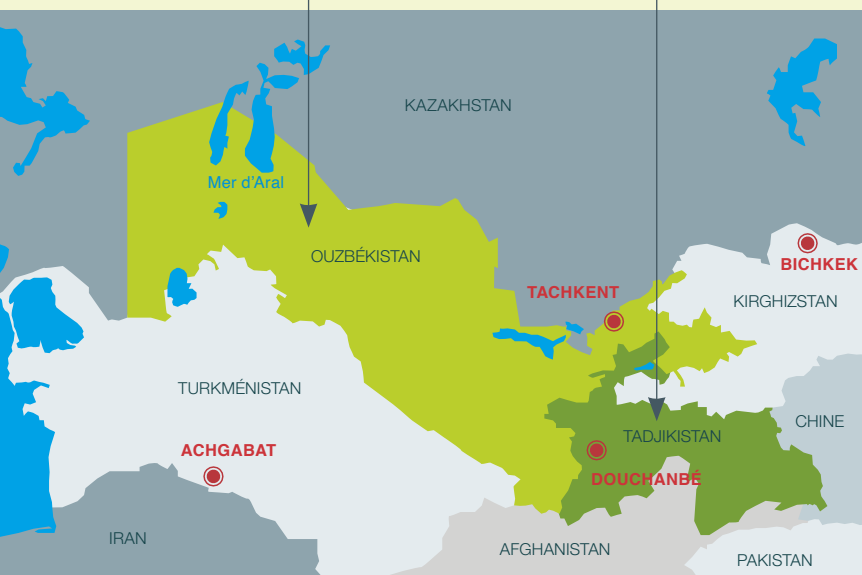 KAZAKHSTAN
Mer d'Aral
OUZBÉKISTAN
BICHKEK
TACHKENT
KIRGHIZSTAN
TURKMÉNISTAN
CHINE
TADJIKISTAN
ACHGABAT
DOUCHANBÉ
IRAN
AFGHANISTAN
PAKISTAN